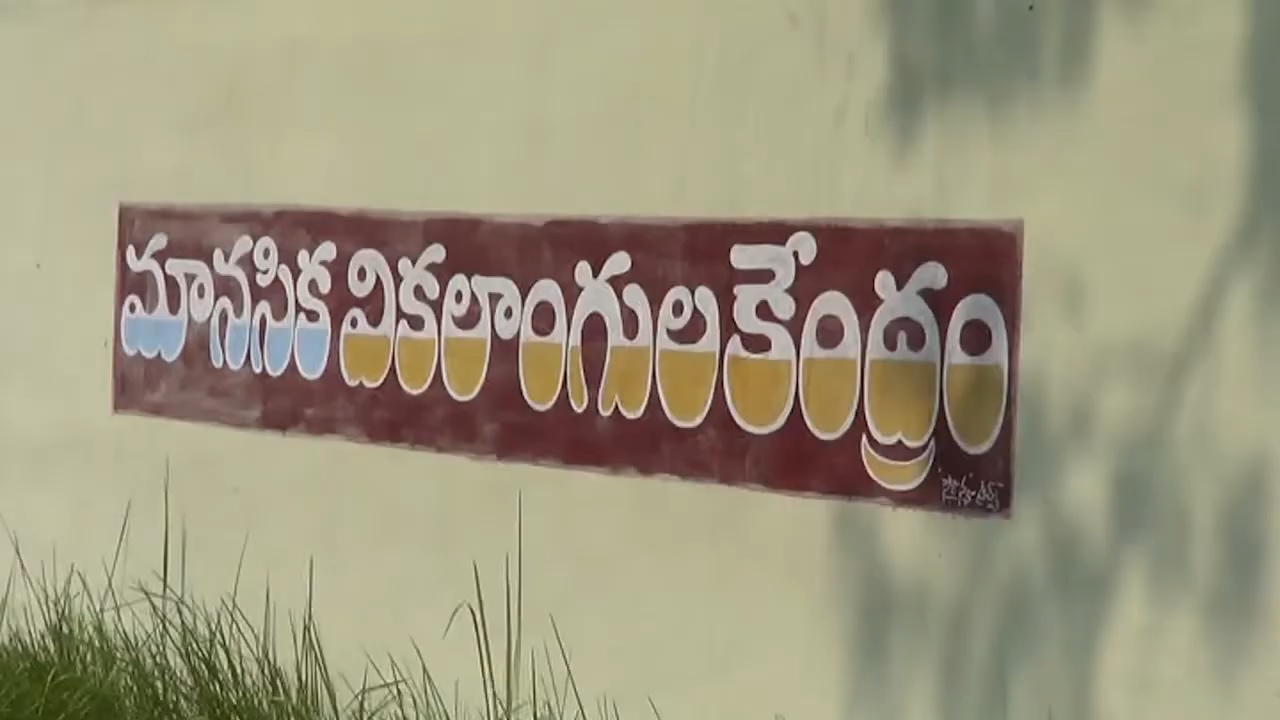 మానసిక వికలాంగుల కేంద్రం